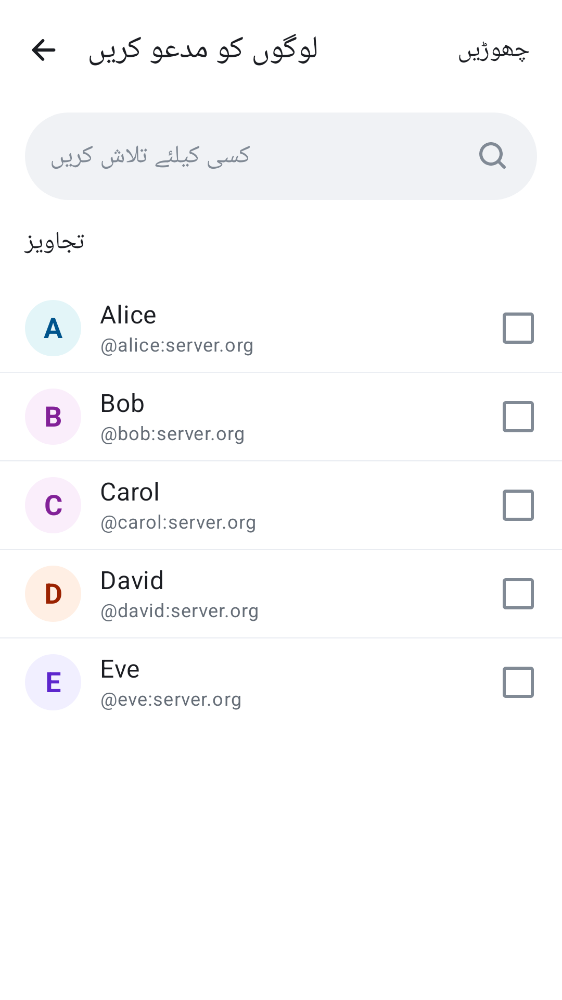 لوگوں کو مدعو کریں
چھوڑیں
کسی کیلئے تلاش کریں
تجاویز
A
Alice
@alice:server.org
B
Bob
@bob:server.org
C
Carol
@carol:server.org
D
David
@david:server.org
E
Eve
@eve:server.org